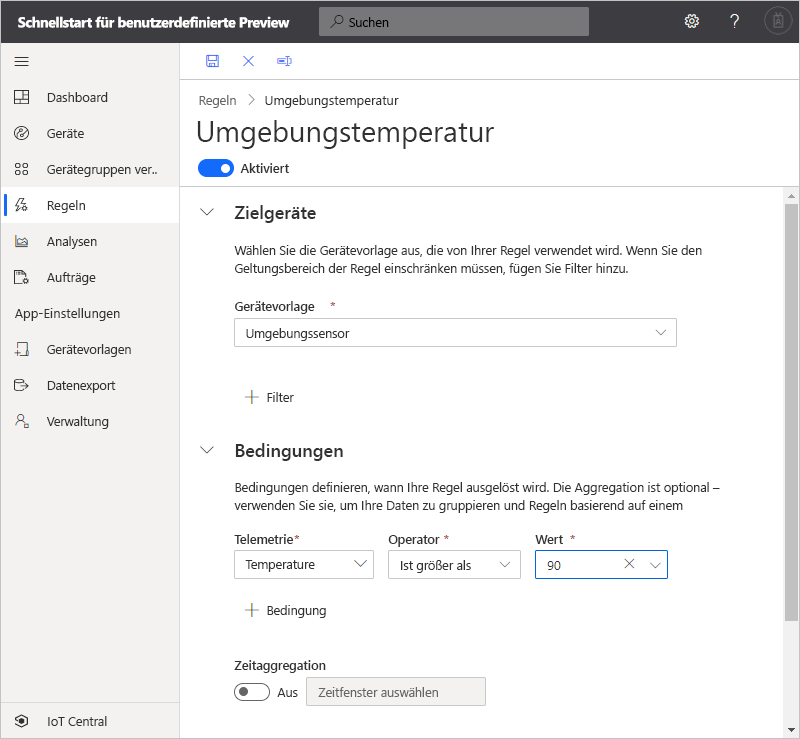 Schnellstart für benutzerdefinierte Preview
Suchen
?
Dashboard
Geräte
Gerätegruppen ver..
Regeln
Analysen
Aufträge
App-Einstellungen
Gerätevorlagen
Datenexport
Verwaltung
IoT Central
Regeln > Umgebungstemperatur
Umgebungstemperatur
Aktiviert
Zielgeräte
Wählen Sie die Gerätevorlage aus, die von Ihrer Regel verwendet wird. Wenn Sie den
Geltungsbereich der Regel einschränken müssen, fügen Sie Filter hinzu.
Gerätevorlage *
Umgebungssensor
Filter
Bedingungen
Bedingungen definieren, wann Ihre Regel ausgelöst wird. Die Aggregation ist optional –
verwenden Sie sie, um Ihre Daten zu gruppieren und Regeln basierend auf einem
Telemetrie* Operator * Wert *
Temperature Ist größer als 90
Bedingung
Zeitaggregation
Aus Zeitfenster auswählen